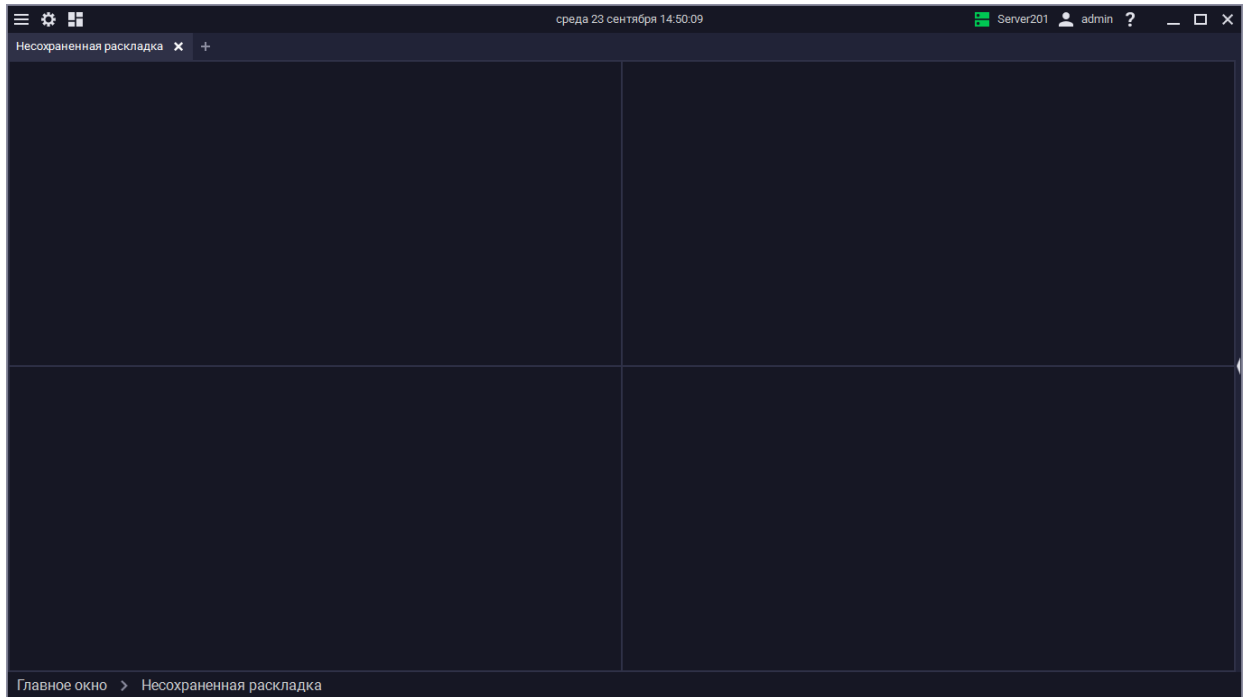 среда 23 сентября 14:50:09 Server201 admin ?
Несохраненная раскладка × +
Главное окно > Несохраненная раскладка